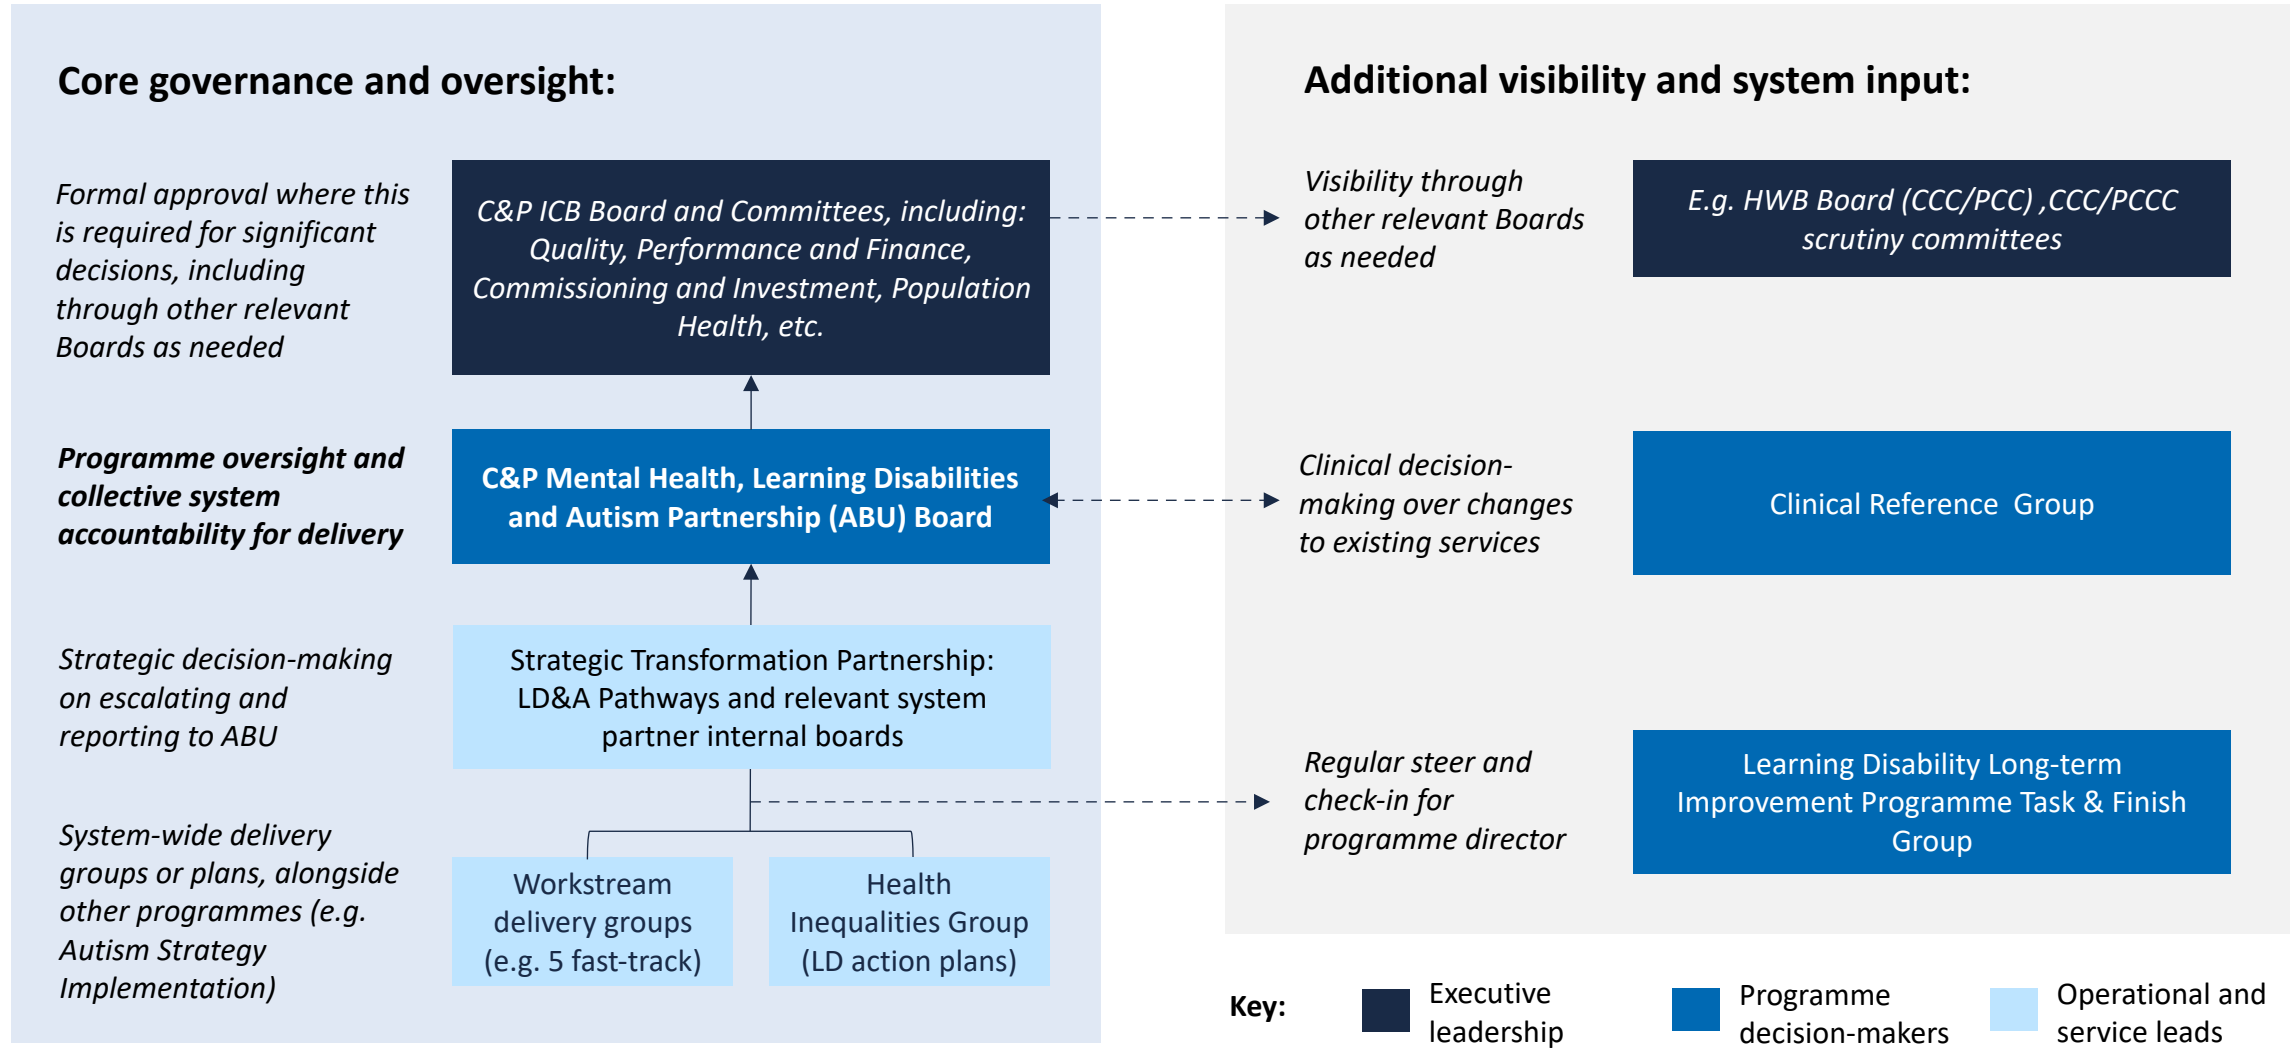 Core governance and oversight:
Formal approval where this
is required for significant
decisions, including
through other relevant
Boards as needed
C&P ICB Board and Committees, including:
Quality, Performance and Finance,
Commissioning and Investment, Population
Health, etc.
Programme oversight and
collective system
accountability for delivery
C&P Mental Health, Learning Disabilities
and Autism Partnership (ABU) Board
Strategic decision-making
on escalating and
reporting to ABU
Strategic Transformation Partnership:
LD&A Pathways and relevant system
partner internal boards
System-wide delivery
groups or plans, alongside
other programmes (e.g.
Autism Strategy
Implementation)
Workstream
delivery groups
(e.g. 5 fast-track)
Health
Inequalities Group
(LD action plans)
Additional visibility and system input:
Visibility through
other relevant Boards
as needed
E.g. HWB Board (CCC/PCC) ,CCC/PCCC
scrutiny committees
Clinical decision-
making over changes
to existing services
Clinical Reference  Group
Regular steer and
check-in for
programme director
Learning Disability Long-term
Improvement Programme Task & Finish
Group
Key:
Executive
leadership
Programme
decision-makers
Operational and
service leads